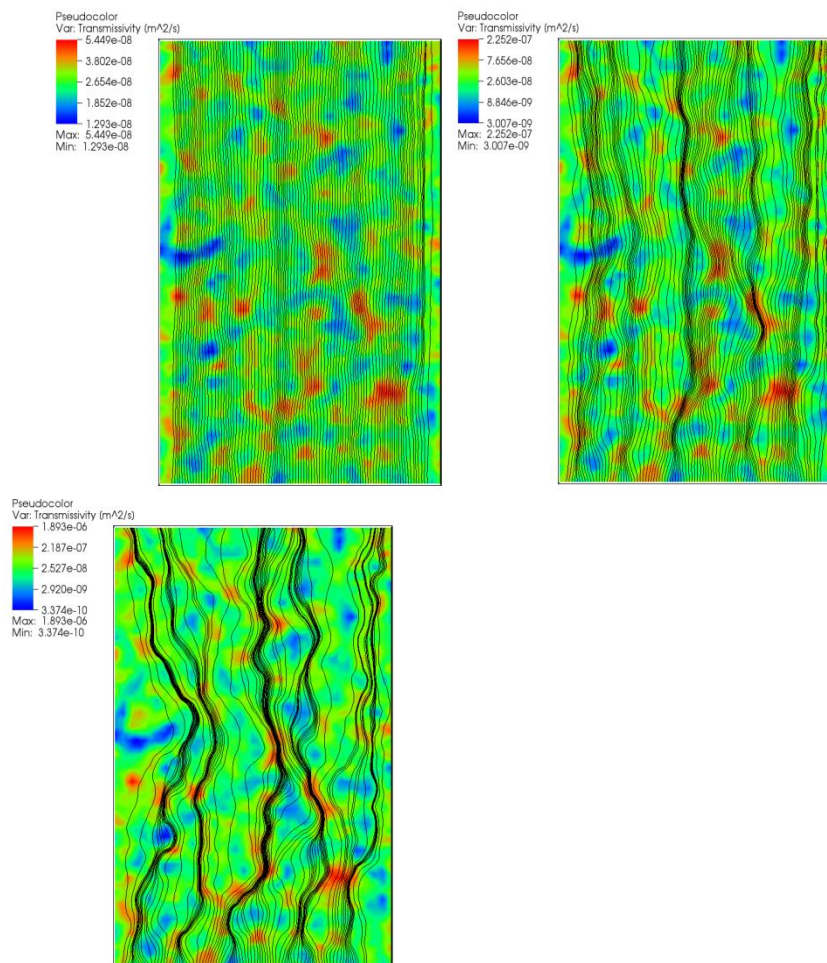 Pseudocolor
Var: Transmissivity (m^2/s)
5.449e-08
3.802e-08
2.654e-08
1.852e-08
1.293e-08
Max: 5.449e-08
Min: 1.293e-08
Pseudocolor
Var: Transmissivity (m^2/s)
2.252e-07
7.656e-08
2.603e-08
8.846e-09
3.007e-09
Max: 2.252e-07
Min: 3.007e-09
Pseudocolor
Var: Transmissivity (m^2/s)
1.893e-06
2.187e-07
2.527e-08
2.920e-09
3.374e-10
Max: 1.893e-06
Min: 3.374e-10